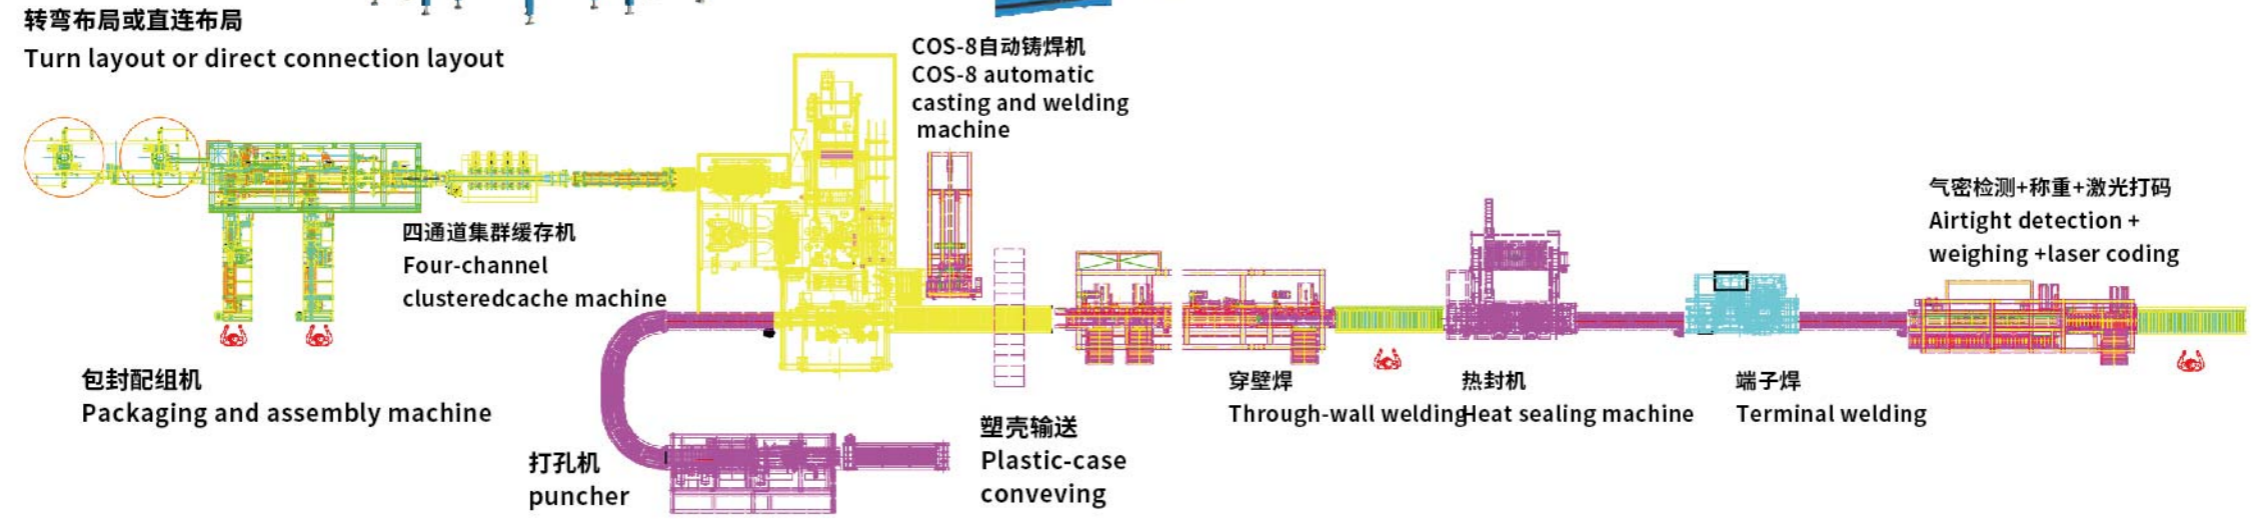 转弯布局或直连布局
Turn layout or direct connection layout
COS-8自动铸焊机
COS-8 automatic
casting and welding
machine
四通道集群缓存机
Four-channel
clusteredcache machine
气密检测+称重+激光打码
Airtight detection +
weighing +laser coding
包封配组机
Packaging and assembly machine
打孔机
puncher
塑壳输送
Plastic-case
conveving
穿壁焊
Through-wall welding
热封机
Heat sealing machine
端子焊
Terminal welding